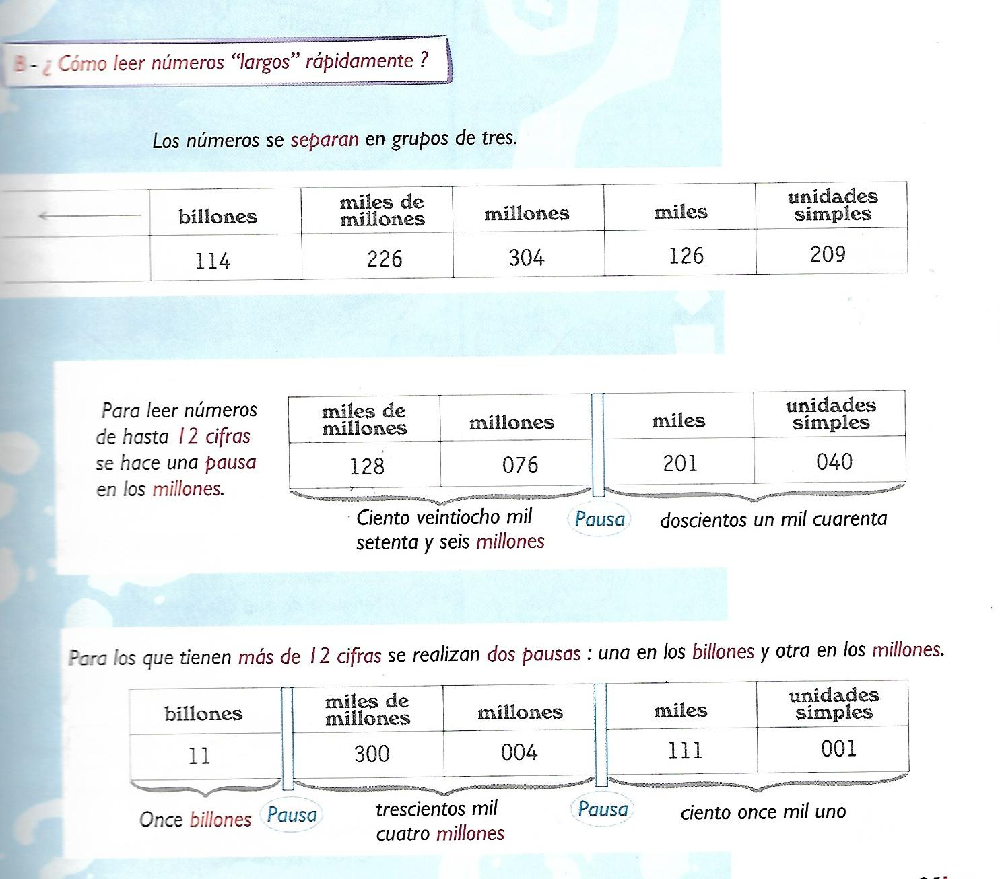 B - ¿ Cómo leer números “largos” rápidamente ?
Los números se separan en grupos de tres.
billones miles de millones millones miles unidades simples
114 226 304 126 209
Para leer números
de hasta 12 cifras
se hace una pausa
en los millones.
miles de millones millones miles unidades simples
128 076 201 040
Ciento veintiocho mil
setenta y seis millones
Pausa
doscientos un mil cuarenta
Para los que tienen más de 12 cifras se realizan dos pausas : una en los billones y otra en los millones.
billones miles de millones millones miles unidades simples
11 300 004 111 001
Once billones
Pausa
trescientos mil
cuatro millones
Pausa
ciento once mil uno